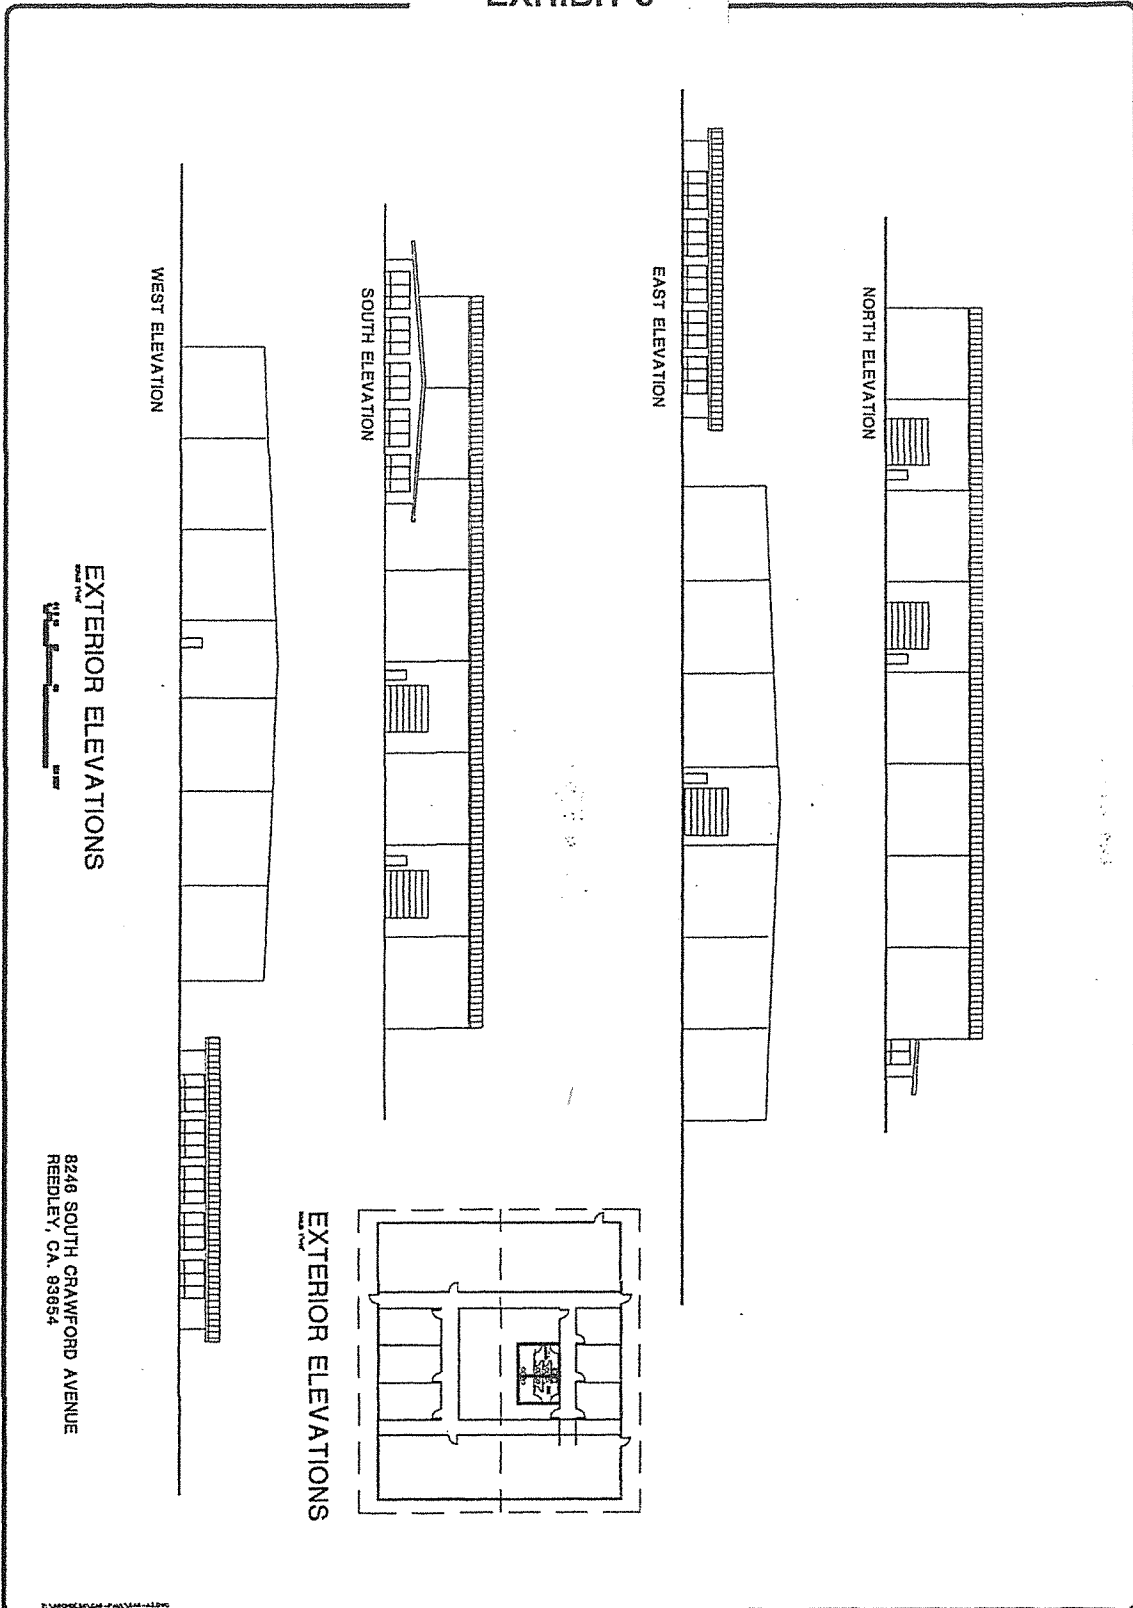 NORTH ELEVATION
EAST ELEVATION
SOUTH ELEVATION
WEST ELEVATION
EXTERIOR ELEVATIONS
EXTERIOR ELEVATIONS
8246 SOUTH CRAWFORD AVENUE
REEDLEY, CA. 93654